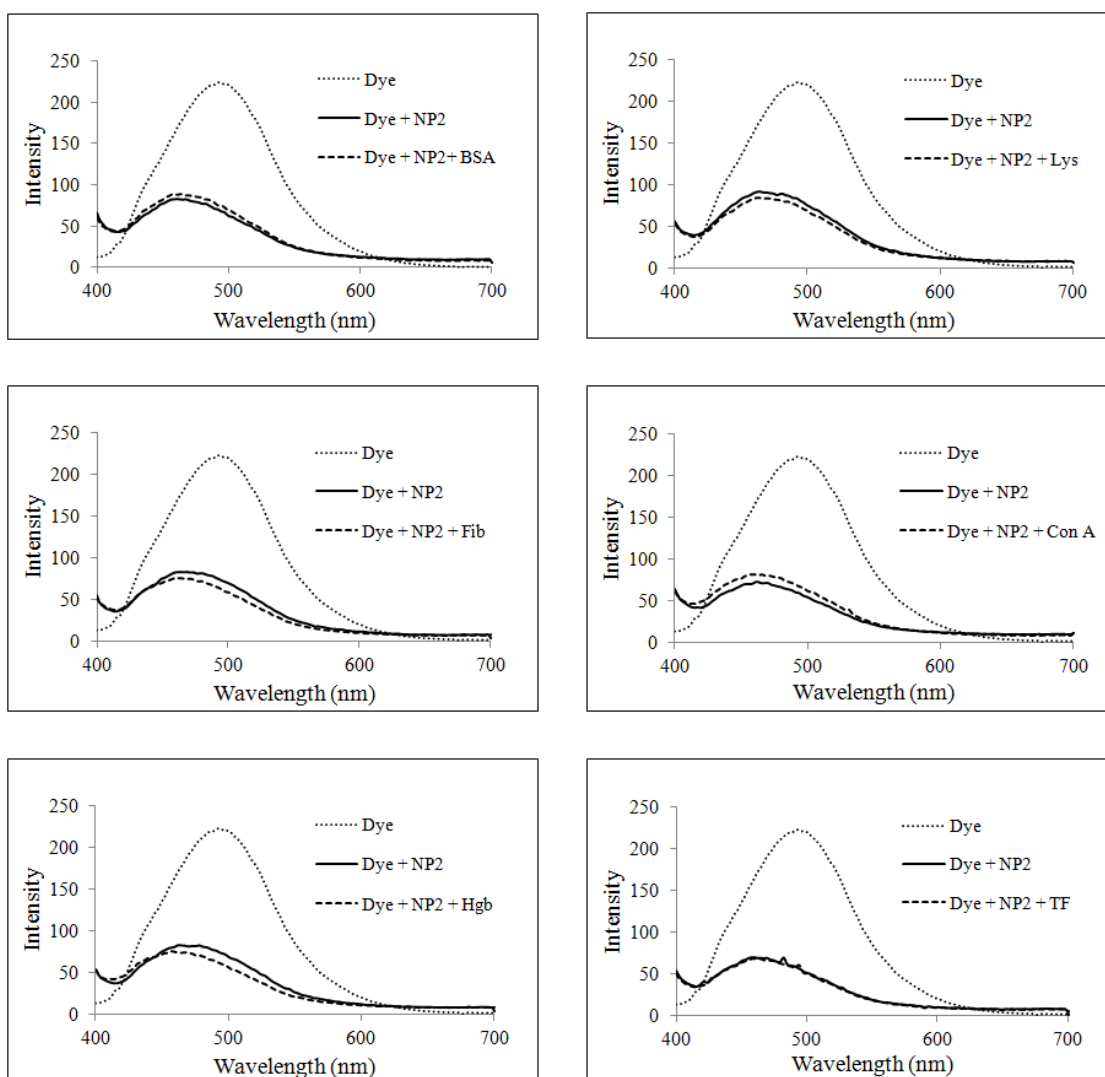 250
200
150
100
50
0
Intensity
Dye
Dye + NP2
Dye + NP2+ BSA
400
500
600
700
Wavelength (nm)
250
200
150
100
50
0
Intensity
Dye
Dye + NP2
Dye + NP2 + Lys
400
500
600
700
Wavelength (nm)
250
200
150
100
50
0
Intensity
Dye
Dye + NP2
Dye + NP2 + Fib
400
500
600
700
Wavelength (nm)
250
200
150
100
50
0
Intensity
Dye
Dye + NP2
Dye + NP2 + Con A
400
500
600
700
Wavelength (nm)
250
200
150
100
50
0
Intensity
Dye
Dye + NP2
Dye + NP2 + Hgb
400
500
600
700
Wavelength (nm)
250
200
150
100
50
0
Intensity
Dye
Dye + NP2
Dye + NP2 + TF
400
500
600
700
Wavelength (nm)